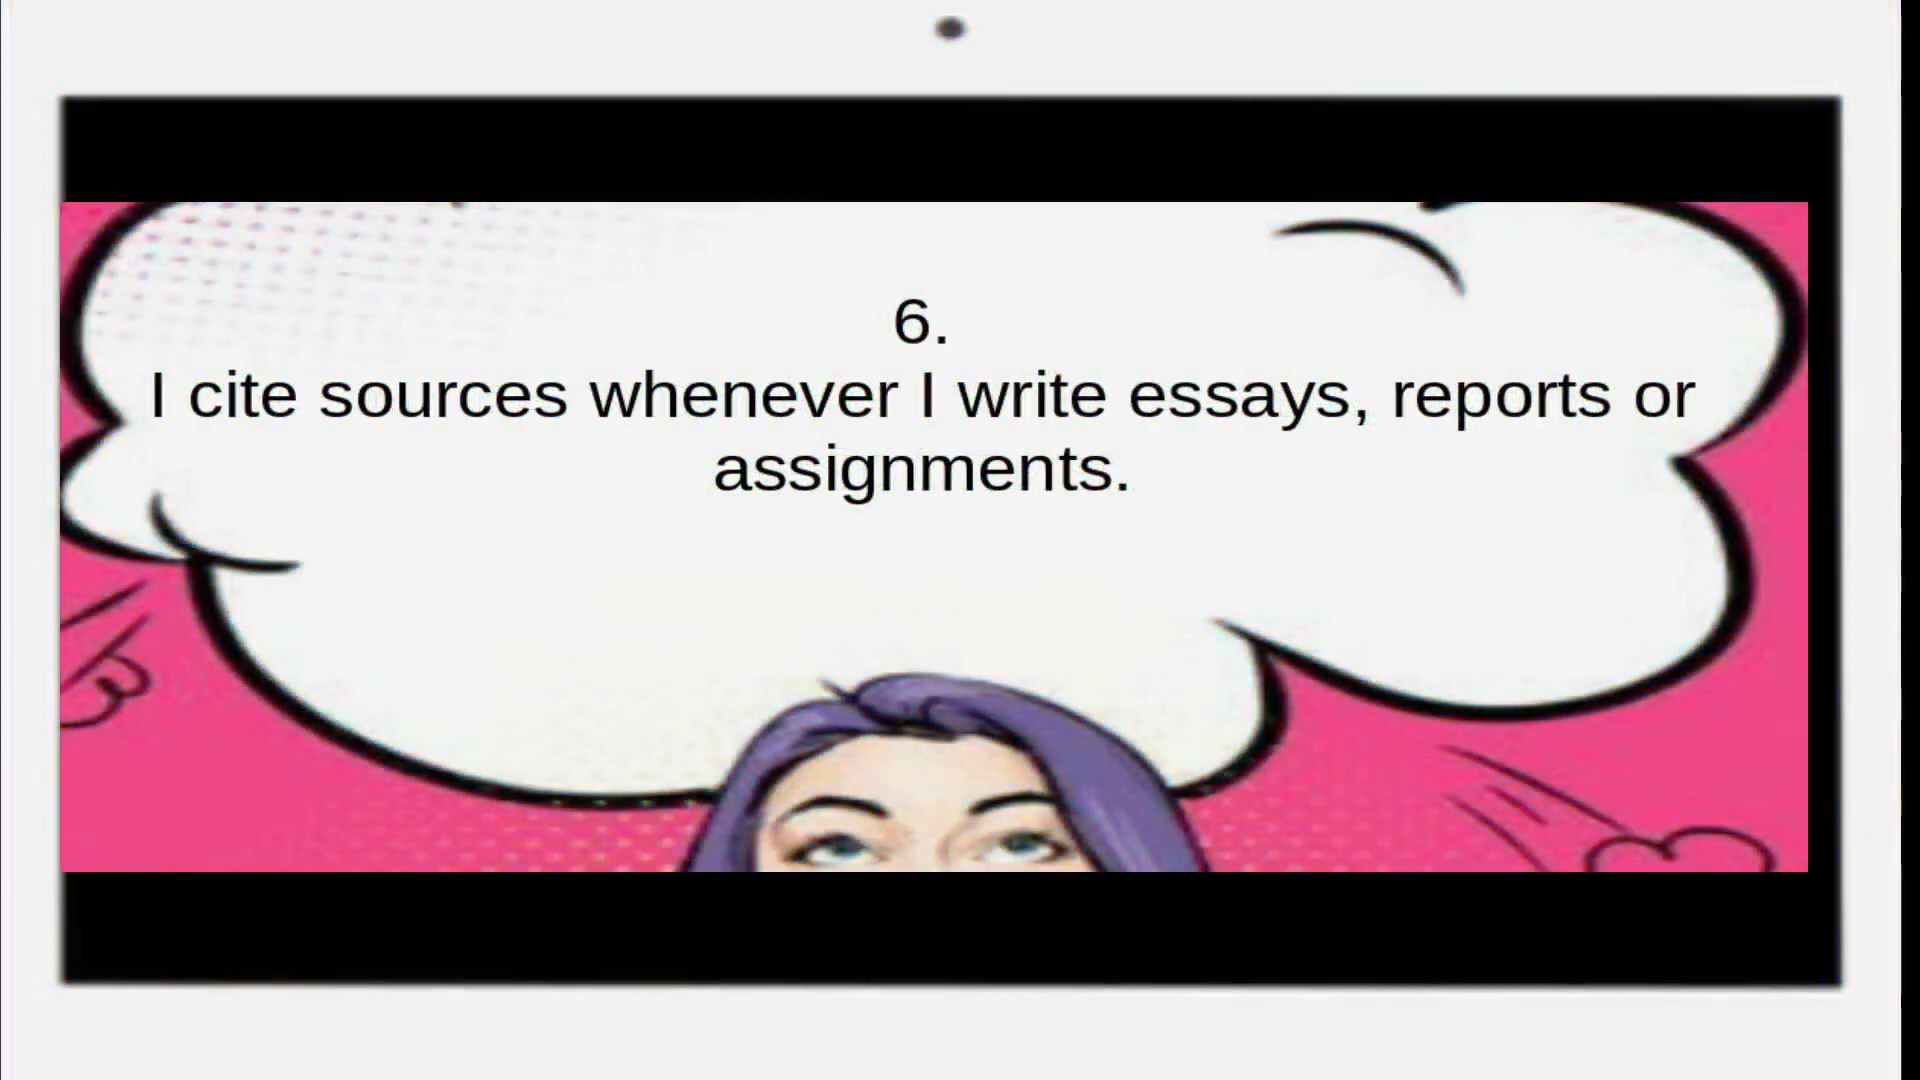 6.
I cite sources whenever I write essays, reports or
assignments.